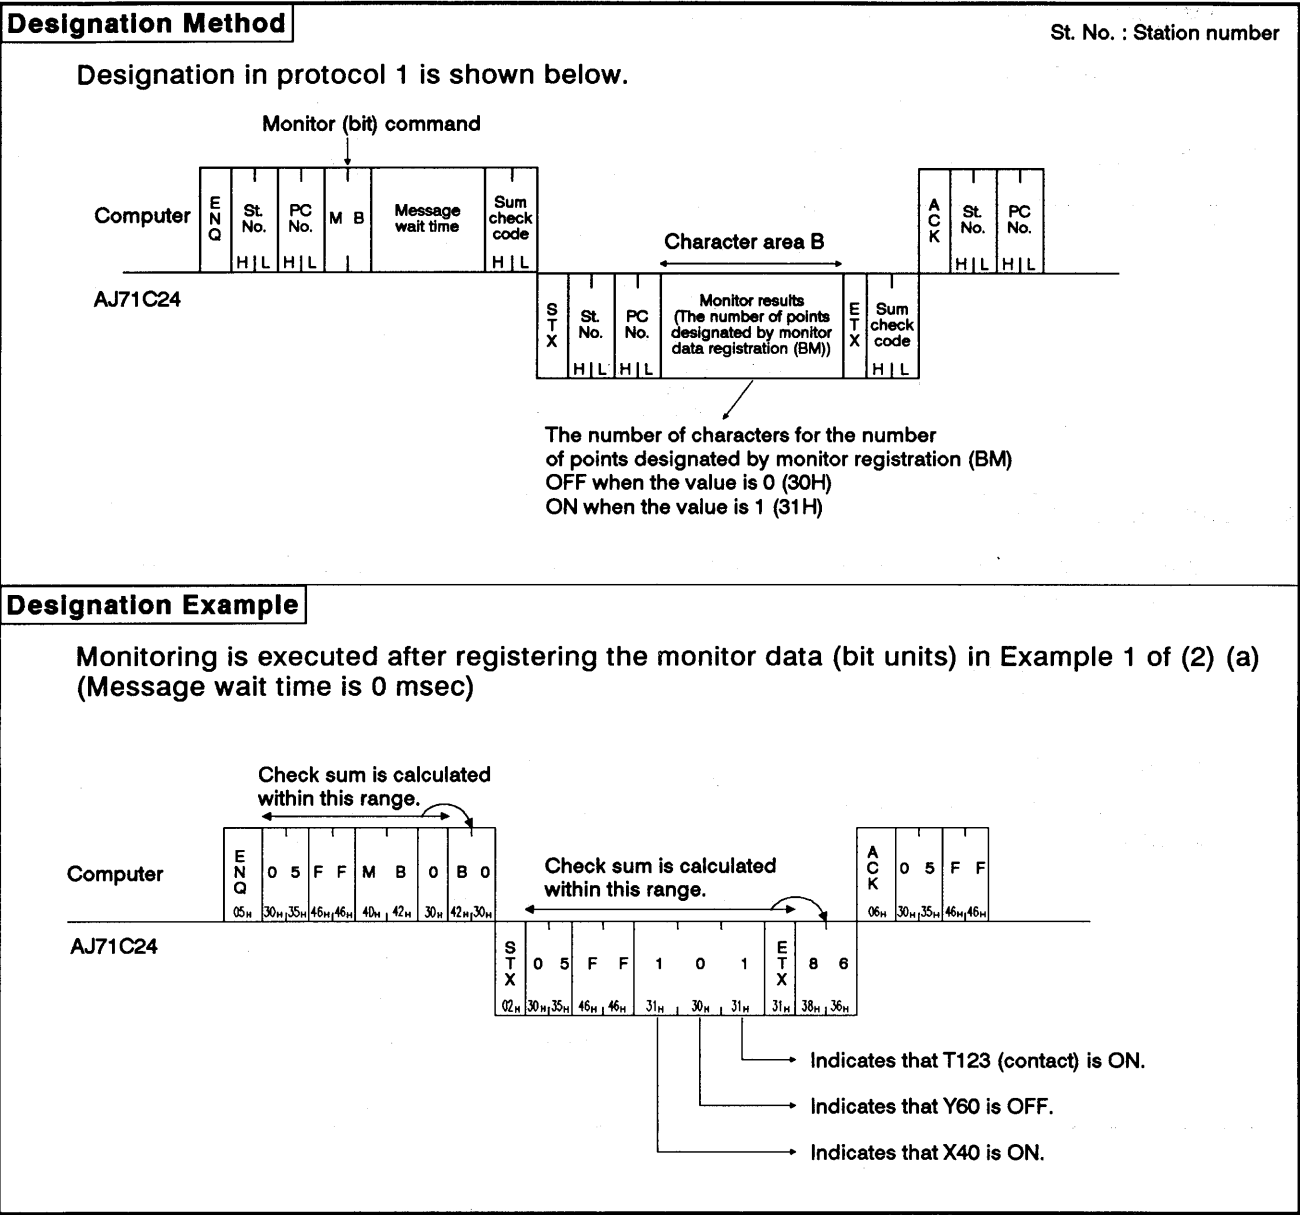 Designation Method
St. No. : Station number
Designation in protocol 1 is shown below.
Monitor (bit) command
Computer
ENQ
St. No.
H L
PC No.
H L
M B
Message wait time
Sum check code
H L
ACK
St. No.
H L
PC No.
H L
AJ71C24
Character area B
STX
St. No.
H L
PC No.
H L
Monitor results
(The number of points
designated by monitor
data registration (BM))
ETX
Sum check code
H L
The number of characters for the number
of points designated by monitor registration (BM)
OFF when the value is 0 (30H)
ON when the value is 1 (31H)
Designation Example
Monitoring is executed after registering the monitor data (bit units) in Example 1 of (2) (a)
(Message wait time is 0 msec)
Check sum is calculated
within this range.
Computer
ENQ 0 5 F F M B 0 B 0
05H 30H 35H 46H 46H 4DH 42H 30H 42H 30H
Check sum is calculated
within this range.
ACK 0 5 F F
06H 30H 35H 46H 46H
AJ71C24
STX 0 5 F F 1 0 1 ETX 8 6
02H 30H 35H 46H 46H 31H 30H 31H 31H 38H 36H
Indicates that T123 (contact) is ON.
Indicates that Y60 is OFF.
Indicates that X40 is ON.